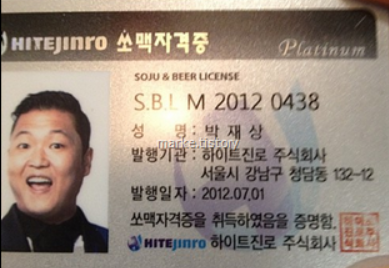 HITEJINRO 쏘맥자격증 Platinum
SOJU & BEER LICENSE
S.B.L M 2012 0438
성 명 : 박재상
marke.tistory
발행기관 : 하이트진로 주식회사
서울시 강남구 청담동 132-12
발행일자 : 2012.07.01
쏘맥자격증을 취득하였음을 증명함.
HITEJINRO 하이트진로 주식회사